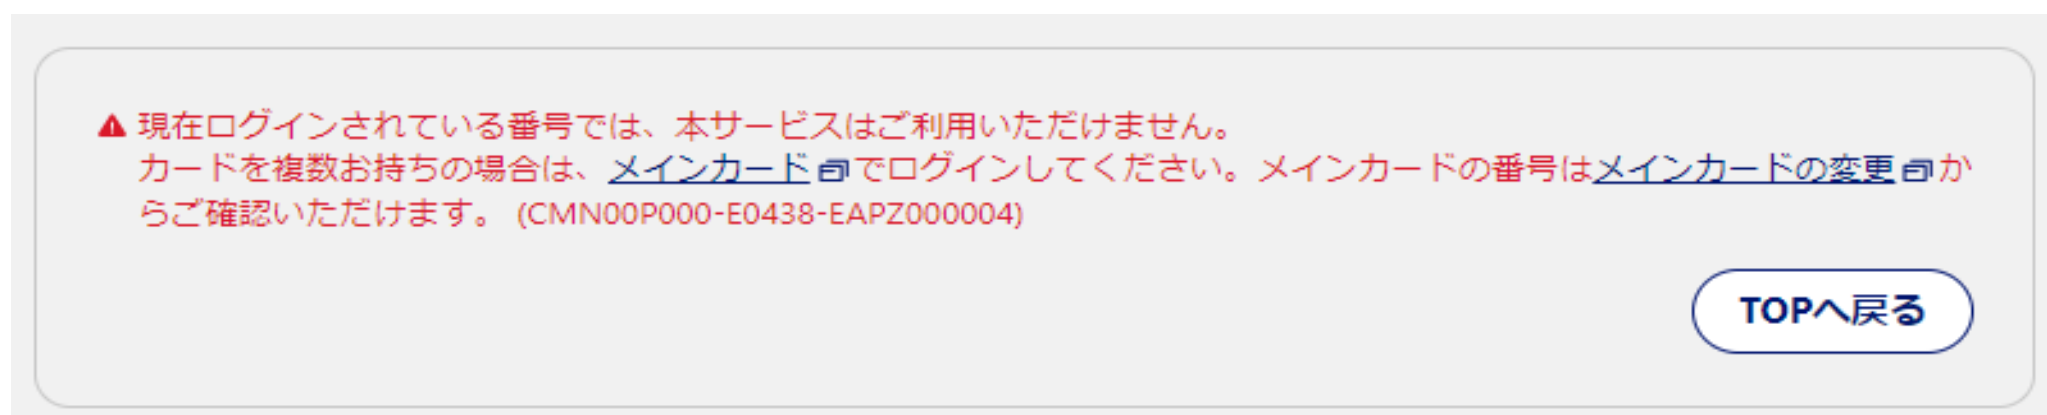 現在ログインされている番号では、本サービスはご利用いただけません。
カードを複数お持ちの場合は、メインカードでログインしてください。メインカードの番号はメインカードの変更か
らご確認いただけます。 (CMN00P000-E0438-EAPZ000004)
TOPへ戻る